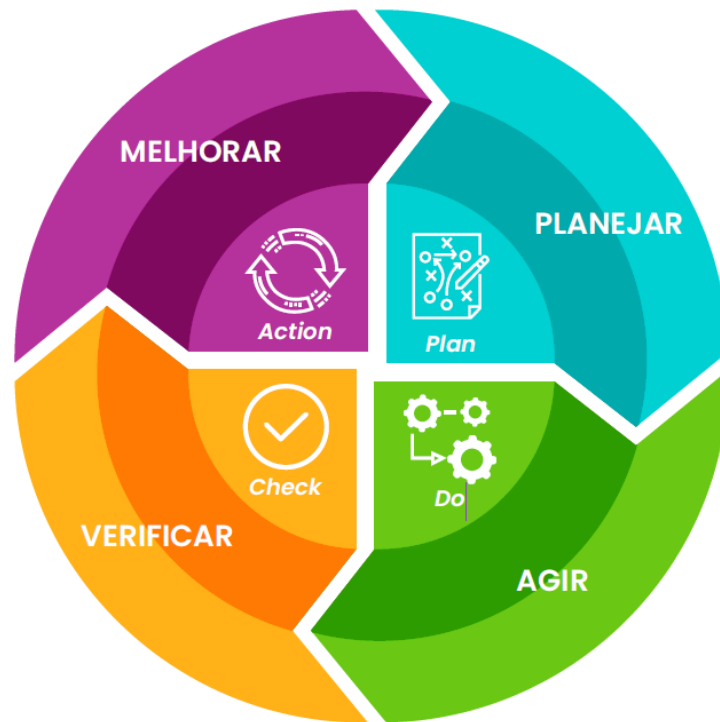 MELHORAR
PLANEJAR
Action
Plan
Check
Do
VERIFICAR
AGIR